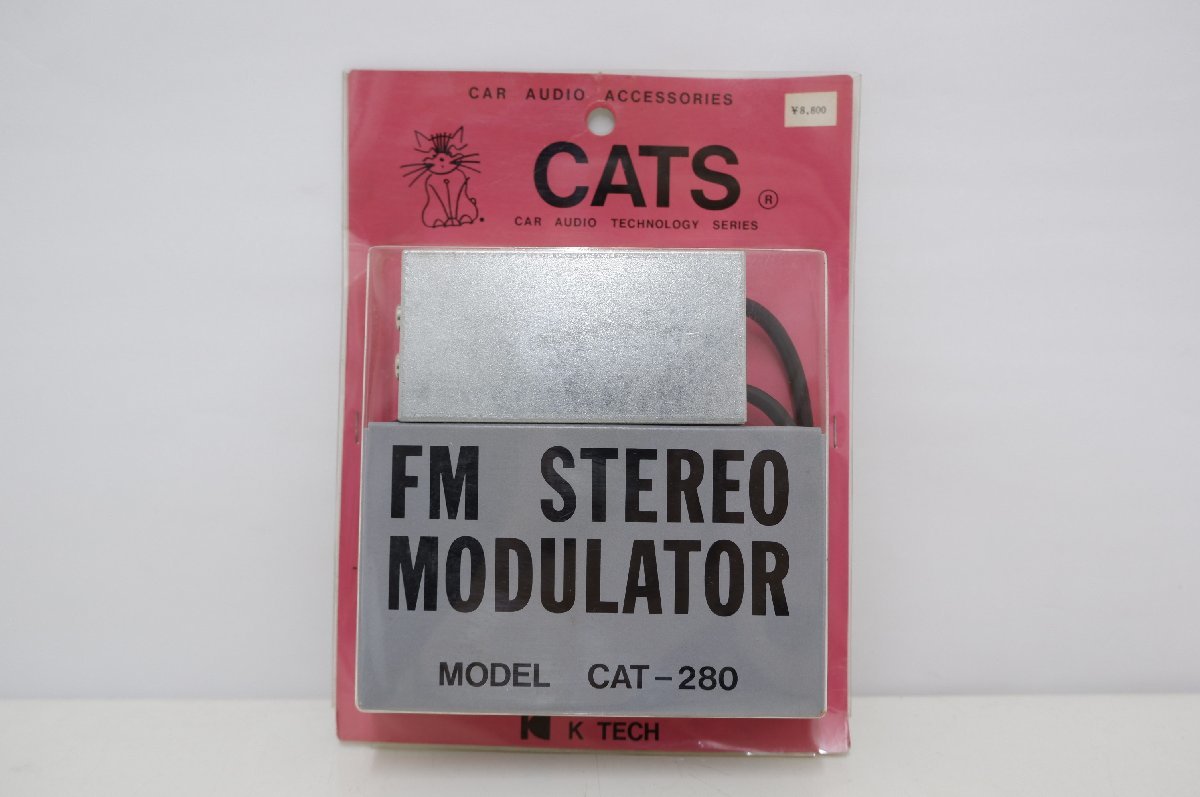 CAR AUDIO ACCESSORIES
¥8,800
CATS ®
CAR AUDIO TECHNOLOGY SERIES
FM STEREO
MODULATOR
MODEL CAT-280
K TECH